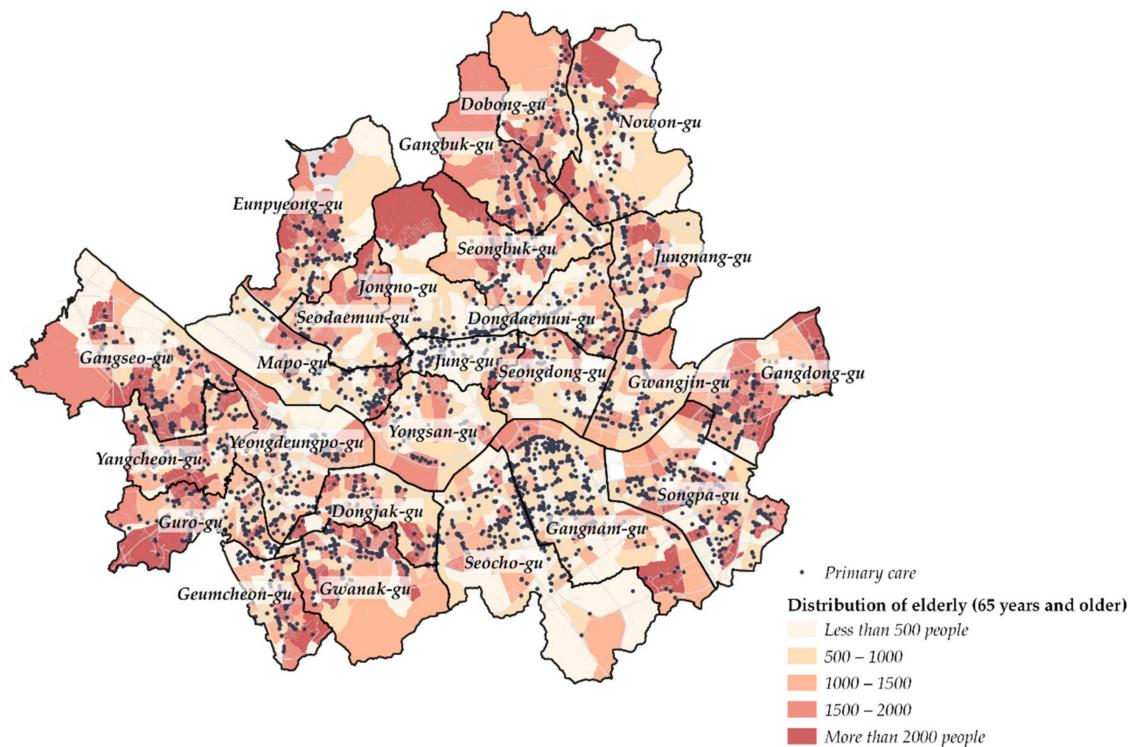 Dobong-gu
Nowon-gu
Gangbuk-gu
Eunpyeong-gu
Seongbuk-gu
Jungnang-gu
Jongno-gu
Seodaemun-gu
Dongdaemun-gu
Gangseo-gu
Mapo-gu
Jung-gu
Seongdong-gu
Gwangjin-gu
Gangdong-gu
Yangcheon-gu
Yeongdeungpo-gu
Yongsan-gu
Guro-gu
Dongjak-gu
Songpa-gu
Gangnam-gu
Seocho-gu
Geumcheon-gu
Gwanak-gu
Primary care
Distribution of elderly (65 years and older)
Less than 500 people
500 – 1000
1000 – 1500
1500 – 2000
More than 2000 people